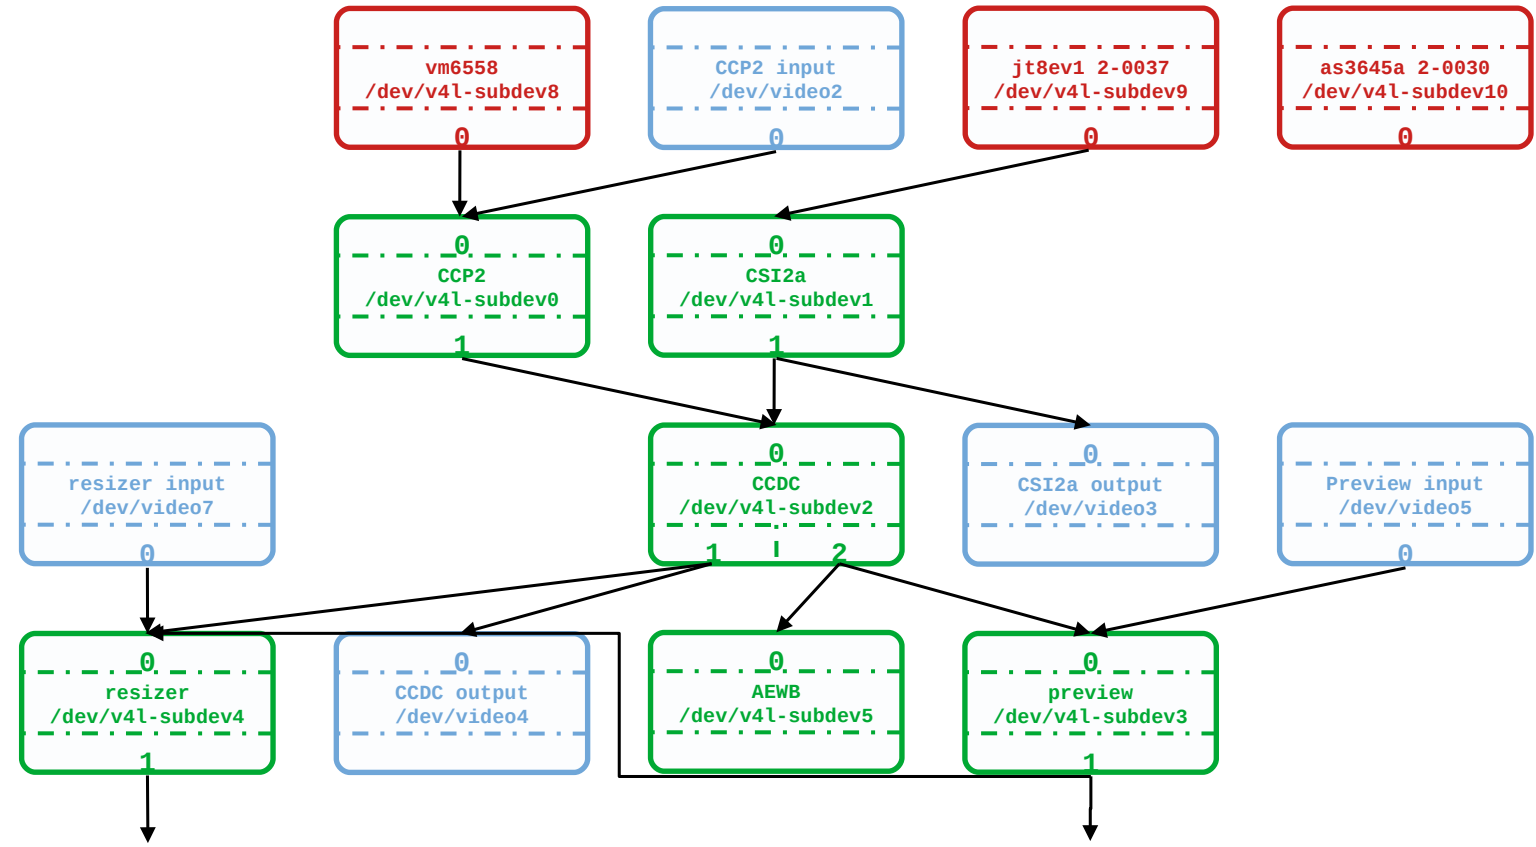 vm6558
/dev/v4l-subdev8
0
CCP2 input
/dev/video2
0
jt8ev1 2-0037
/dev/v4l-subdev9
0
as3645a 2-0030
/dev/v4l-subdev10
0
0
CCP2
/dev/v4l-subdev0
1
0
CSI2a
/dev/v4l-subdev1
1
resizer input
/dev/video7
0
0
CCDC
/dev/v4l-subdev2
1 2
0
CSI2a output
/dev/video3
Preview input
/dev/video5
0
0
resizer
/dev/v4l-subdev4
1
0
CCDC output
/dev/video4
0
AEWB
/dev/v4l-subdev5
0
preview
/dev/v4l-subdev3
1